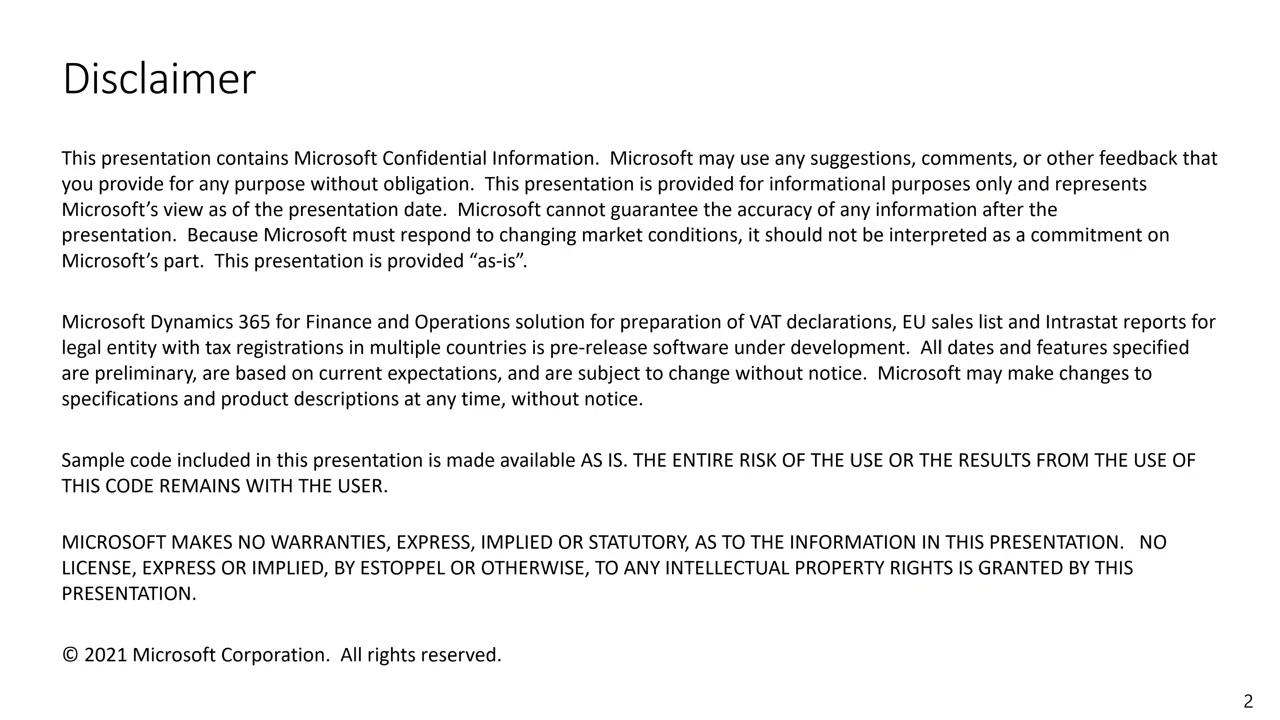 Disclaimer
This presentation contains Microsoft Confidential Information.  Microsoft may use any suggestions, comments, or other feedback that
you provide for any purpose without obligation.  This presentation is provided for informational purposes only and represents
Microsoft’s view as of the presentation date.  Microsoft cannot guarantee the accuracy of any information after the
presentation.  Because Microsoft must respond to changing market conditions, it should not be interpreted as a commitment on
Microsoft’s part.  This presentation is provided “as-is”.
Microsoft Dynamics 365 for Finance and Operations solution for preparation of VAT declarations, EU sales list and Intrastat reports for
legal entity with tax registrations in multiple countries is pre-release software under development.  All dates and features specified
are preliminary, are based on current expectations, and are subject to change without notice.  Microsoft may make changes to
specifications and product descriptions at any time, without notice.
Sample code included in this presentation is made available AS IS. THE ENTIRE RISK OF THE USE OR THE RESULTS FROM THE USE OF
THIS CODE REMAINS WITH THE USER.
MICROSOFT MAKES NO WARRANTIES, EXPRESS, IMPLIED OR STATUTORY, AS TO THE INFORMATION IN THIS PRESENTATION.   NO
LICENSE, EXPRESS OR IMPLIED, BY ESTOPPEL OR OTHERWISE, TO ANY INTELLECTUAL PROPERTY RIGHTS IS GRANTED BY THIS
PRESENTATION.
© 2021 Microsoft Corporation.  All rights reserved.
2